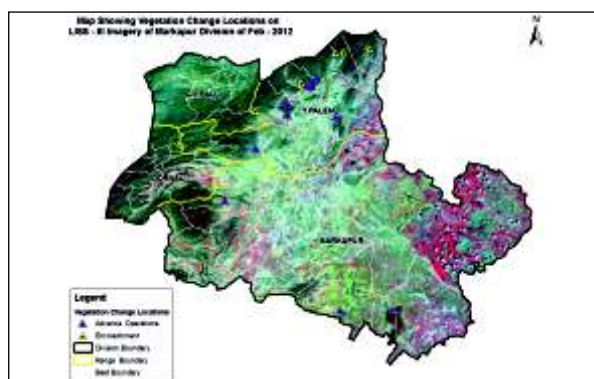 Map Showing Vegetation Change Locations on
LISS - III Imagery of Markapur Division of Feb - 2012
N
Y PALEM
MARKAPUR
Legend
Vegetation Change Locations
Advance Operations
Encroachment
Division Boundary
Range Boundary
Beat Boundary